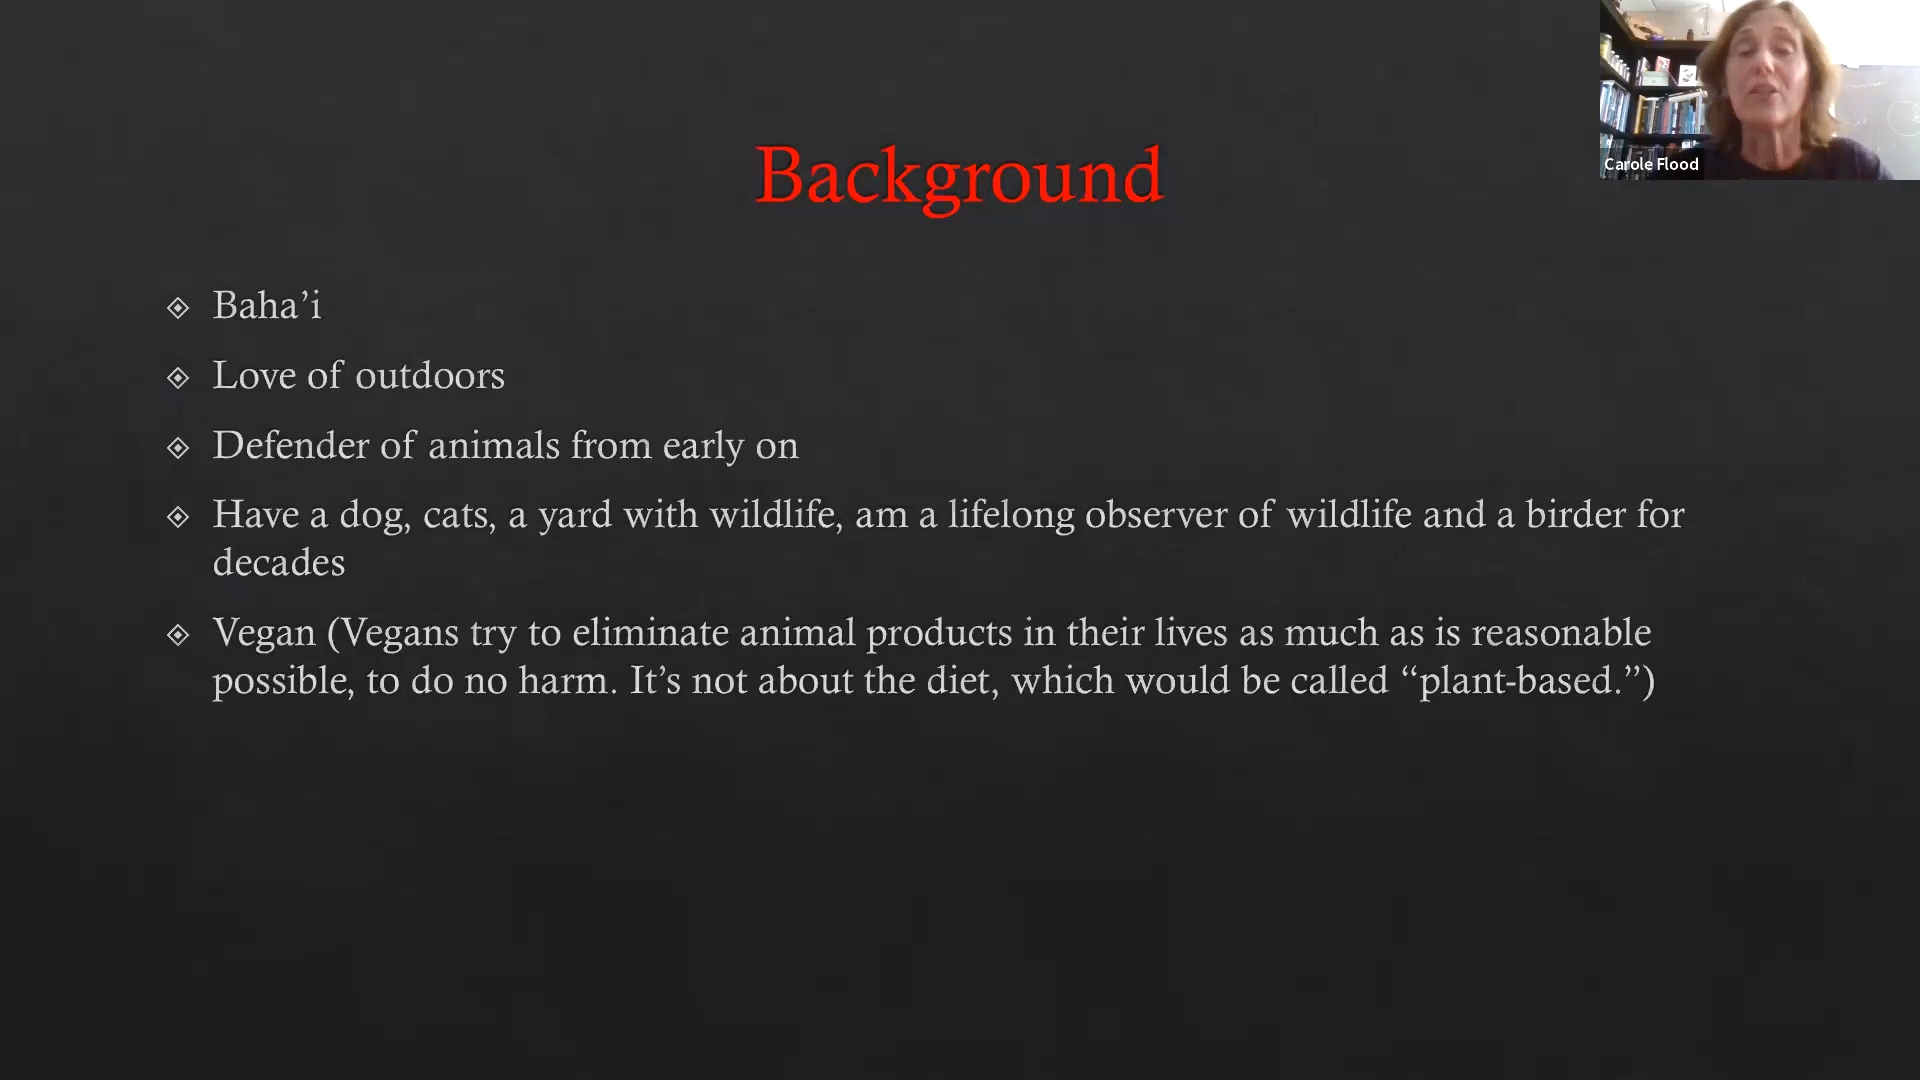 Carole Flood
Background
Baha’i
Love of outdoors
Defender of animals from early on
Have a dog, cats, a yard with wildlife, am a lifelong observer of wildlife and a birder for
decades
Vegan (Vegans try to eliminate animal products in their lives as much as is reasonable
possible, to do no harm. It’s not about the diet, which would be called “plant-based.”)